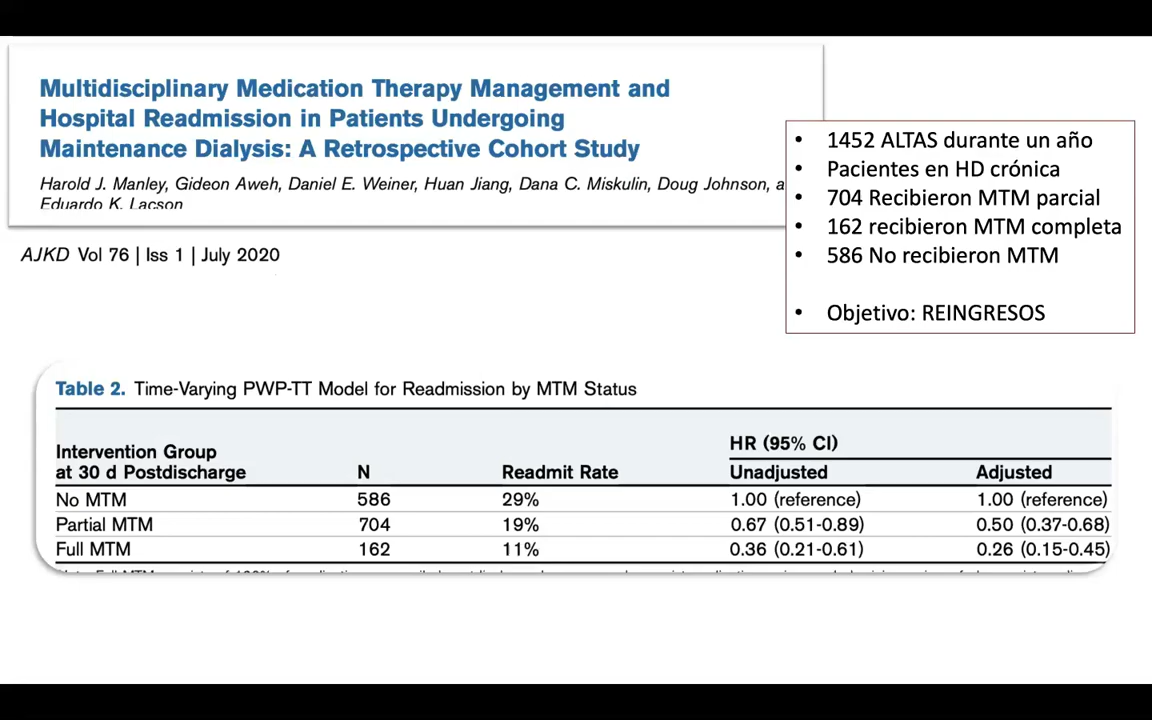 Multidisciplinary Medication Therapy Management and
Hospital Readmission in Patients Undergoing
Maintenance Dialysis: A Retrospective Cohort Study
Harold J. Manley, Gideon Aweh, Daniel E. Weiner, Huan Jiang, Dana C. Miskulin, Doug Johnson, a
Eduardo K. Lacson
AJKD Vol 76 | Iss 1 | July 2020
• 1452 ALTAS durante un año
• Pacientes en HD crónica
• 704 Recibieron MTM parcial
• 162 recibieron MTM completa
• 586 No recibieron MTM
• Objetivo: REINGRESOS
Table 2. Time-Varying PWP-TT Model for Readmission by MTM Status
HR (95% CI)
Intervention Group
at 30 d Postdischarge N Readmit Rate Unadjusted Adjusted
No MTM 586 29% 1.00 (reference) 1.00 (reference)
Partial MTM 704 19% 0.67 (0.51-0.89) 0.50 (0.37-0.68)
Full MTM 162 11% 0.36 (0.21-0.61) 0.26 (0.15-0.45)